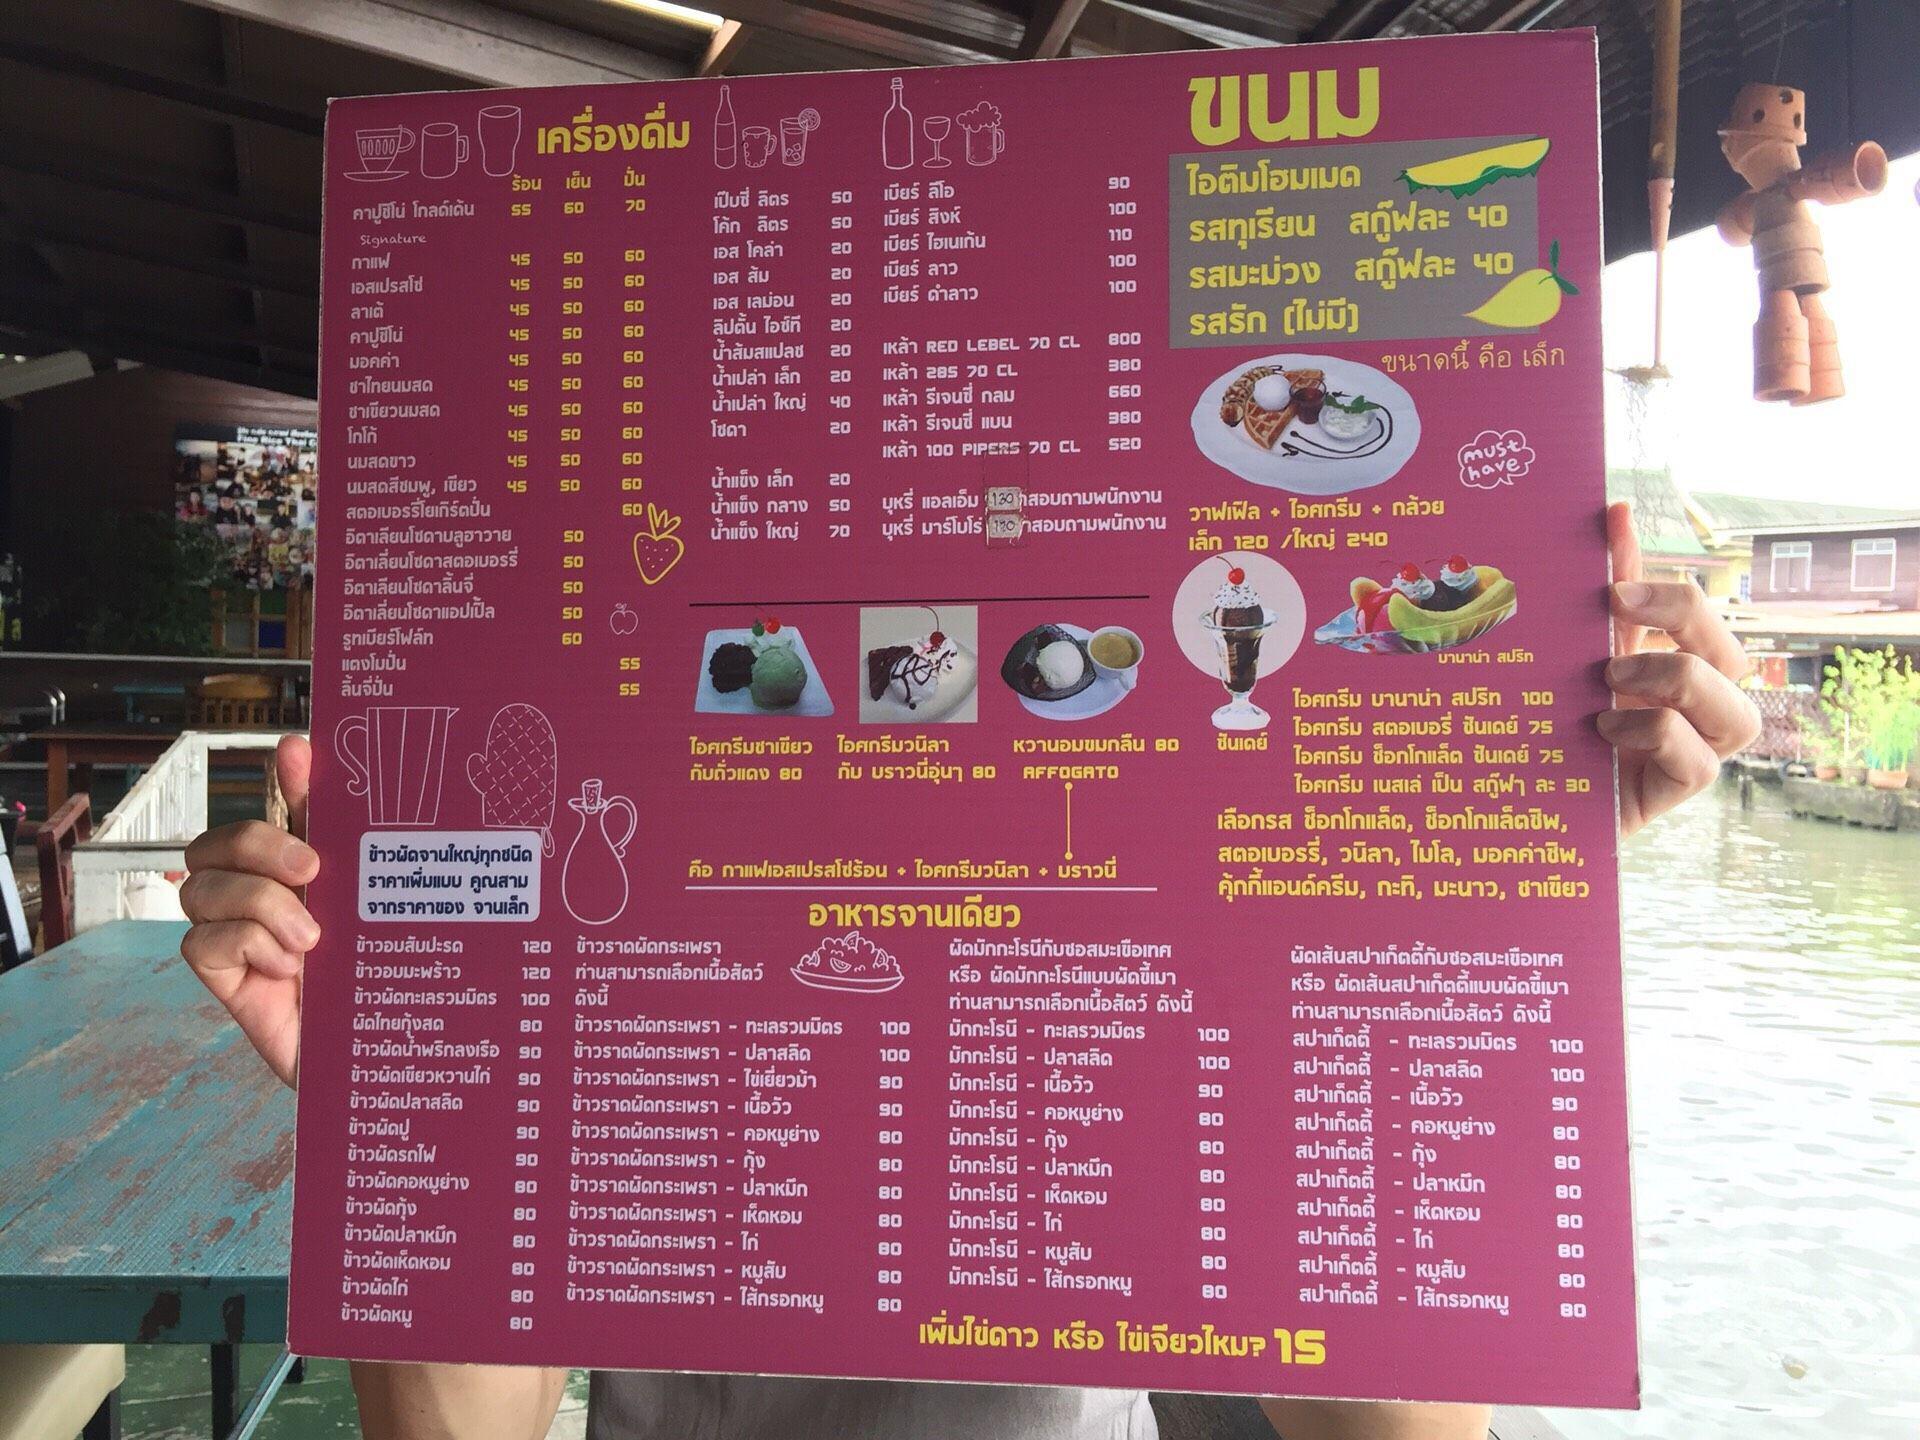 เครื่องดื่ม
ร้อน เย็น ปั่น
คาปูชิโน่ โกลด์เด้น 55 60 70
Signature
กาแฟ 45 50 60
เอสเปรสโซ่ 45 50 60
ลาเต้ 45 50 60
คาปูชิโน่ 45 50 60
มอคค่า 45 50 60
ชาไทยนมสด 45 50 60
ชาเขียวนมสด 45 50 60
โกโก้ 45 50 60
นมสดขาว 45 50 60
นมสดสีชมพู, เขียว 45 50 60
สตอเบอร์รี่โยเกิร์ตปั่น 60
อิตาเลียนโซดาบลูฮาวาย 50
อิตาเลี่ยนโซดาสตอเบอร์รี่ 50
อิตาเลียนโซดาลิ้นจี่ 50
อิตาเลี่ยนโซดาแอปเปิ้ล 50
รูทเบียร์โฟล์ท 60
แตงโมปั่น 55
ลิ้นจี่ปั่น 55
เป๊ปซี่ ลิตร 50
โค้ก ลิตร 50
เอส โคล่า 20
เอส ส้ม 20
เอส เลม่อน 20
ลิปตั้น ไอซ์ที 20
น้ำส้มสแปลช 20
น้ำเปล่า เล็ก 20
น้ำเปล่า ใหญ่ 40
โซดา 20
น้ำแข็ง เล็ก 20
น้ำแข็ง กลาง 50
น้ำแข็ง ใหญ่ 70
เบียร์ ลีโอ 90
เบียร์ สิงห์ 100
เบียร์ ไฮเนเก้น 110
เบียร์ ลาว 100
เบียร์ ดำลาว 100
เหล้า RED LEBEL 70 CL 800
เหล้า 285 70 CL 380
เหล้า รีเจนซี่ กลม 660
เหล้า รีเจนซี่ แบน 380
เหล้า 100 PIPERS 70 CL 520
บุหรี่ แอลเอ็ม 130 าสอบถามพนักงาน
บุหรี่ มาร์โบโร่ 120 าสอบถามพนักงาน
ขนม
ไอติมโฮมเมด
รสทุเรียน สกู๊ฟละ 40
รสมะม่วง สกู๊ฟละ 40
รสรัก (ไม่มี)
ขนาดนี้ คือ เล็ก
must have
วาฟเฟิล + ไอศกรีม + กล้วย
เล็ก 120 /ใหญ่ 240
บานาน่า สปริท
ซันเดย์
ไอศกรีม บานาน่า สปริท 100
ไอศกรีม สตอเบอรี่ ซันเดย์ 75
ไอศกรีม ช็อกโกแล็ต ซันเดย์ 75
ไอศกรีม เนสเล่ เป็น สกู๊ฟๆ ละ 30
เลือกรส ช็อกโกแล็ต, ช็อกโกแล็ตชิพ,
สตอเบอรรี่, วนิลา, ไมโล, มอคค่าชิพ,
คุ้กกี้แอนด์ครีม, กะทิ, มะนาว, ชาเขียว
ไอศกรีมชาเขียว
กับถั่วแดง 80
ไอศกรีมวนิลา
กับ บราวนี่อุ่นๆ 80
หวานอมขมกลืน 80
AFFOGATO
คือ กาแฟเอสเปรสโซ่ร้อน + ไอศกรีมวนิลา + บราวนี่
ข้าวผัดจานใหญ่ทุกชนิด
ราคาเพิ่มแบบ คูณสาม
จากราคาของ จานเล็ก
อาหารจานเดียว
ข้าวอบสับปะรด 120
ข้าวอบมะพร้าว 120
ข้าวผัดทะเลรวมมิตร 100
ผัดไทยกุ้งสด 80
ข้าวผัดน้ำพริกลงเรือ 90
ข้าวผัดเขียวหวานไก่ 90
ข้าวผัดปลาสลิด 90
ข้าวผัดปู 90
ข้าวผัดรถไฟ 90
ข้าวผัดคอหมูย่าง 80
ข้าวผัดกุ้ง 80
ข้าวผัดปลาหมึก 80
ข้าวผัดเห็ดหอม 80
ข้าวผัดไก่ 80
ข้าวผัดหมู 80
ข้าวราดผัดกระเพรา
ท่านสามารถเลือกเนื้อสัตว์
ดังนี้
ข้าวราดผัดกระเพรา - ทะเลรวมมิตร 100
ข้าวราดผัดกระเพรา - ปลาสลิด 100
ข้าวราดผัดกระเพรา - ไข่เยี่ยวม้า 90
ข้าวราดผัดกระเพรา - เนื้อวัว 90
ข้าวราดผัดกระเพรา - คอหมูย่าง 80
ข้าวราดผัดกระเพรา - กุ้ง 80
ข้าวราดผัดกระเพรา - ปลาหมึก 80
ข้าวราดผัดกระเพรา - เห็ดหอม 80
ข้าวราดผัดกระเพรา - ไก่ 80
ข้าวราดผัดกระเพรา - หมูสับ 80
ข้าวราดผัดกระเพรา - ไส้กรอกหมู 80
ผัดมักกะโรนีกับซอสมะเขือเทศ
หรือ ผัดมักกะโรนีแบบผัดขี้เมา
ท่านสามารถเลือกเนื้อสัตว์ ดังนี้
มักกะโรนี - ทะเลรวมมิตร 100
มักกะโรนี - ปลาสลิด 100
มักกะโรนี - เนื้อวัว 90
มักกะโรนี - คอหมูย่าง 80
มักกะโรนี - กุ้ง 80
มักกะโรนี - ปลาหมึก 80
มักกะโรนี - เห็ดหอม 80
มักกะโรนี - ไก่ 80
มักกะโรนี - หมูสับ 80
มักกะโรนี - ไส้กรอกหมู 80
ผัดเส้นสปาเก็ตตี้กับซอสมะเขือเทศ
หรือ ผัดเส้นสปาเก็ตตี้แบบผัดขี้เมา
ท่านสามารถเลือกเนื้อสัตว์ ดังนี้
สปาเก็ตตี้ - ทะเลรวมมิตร 100
สปาเก็ตตี้ - ปลาสลิด 100
สปาเก็ตตี้ - เนื้อวัว 90
สปาเก็ตตี้ - คอหมูย่าง 80
สปาเก็ตตี้ - กุ้ง 80
สปาเก็ตตี้ - ปลาหมึก 80
สปาเก็ตตี้ - เห็ดหอม 80
สปาเก็ตตี้ - ไก่ 80
สปาเก็ตตี้ - หมูสับ 80
สปาเก็ตตี้ - ไส้กรอกหมู 80
เพิ่มไข่ดาว หรือ ไข่เจียวไหม? 15